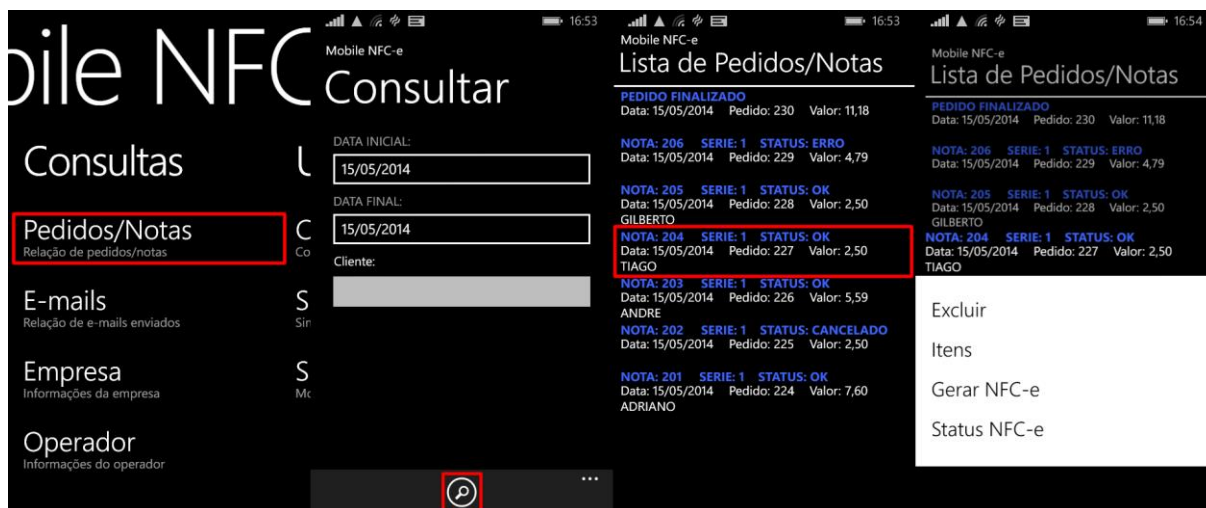 bile NFC
Consultas
Pedidos/Notas
Relação de pedidos/notas
E-mails
Relação de e-mails enviados
Empresa
Informações da empresa
Operador
Informações do operador
U
C
Co
S
Sin
S
Mo
16:53
Mobile NFC-e
Consultar
DATA INICIAL:
15/05/2014
DATA FINAL:
15/05/2014
Cliente:
16:53
Mobile NFC-e
Lista de Pedidos/Notas
PEDIDO FINALIZADO
Data: 15/05/2014 Pedido: 230 Valor: 11,18
NOTA: 206 SERIE: 1 STATUS: ERRO
Data: 15/05/2014 Pedido: 229 Valor: 4,79
NOTA: 205 SERIE: 1 STATUS: OK
Data: 15/05/2014 Pedido: 228 Valor: 2,50
GILBERTO
NOTA: 204 SERIE: 1 STATUS: OK
Data: 15/05/2014 Pedido: 227 Valor: 2,50
TIAGO
NOTA: 203 SERIE: 1 STATUS: OK
Data: 15/05/2014 Pedido: 226 Valor: 5,59
ANDRE
NOTA: 202 SERIE: 1 STATUS: CANCELADO
Data: 15/05/2014 Pedido: 225 Valor: 2,50
NOTA: 201 SERIE: 1 STATUS: OK
Data: 15/05/2014 Pedido: 224 Valor: 7,60
ADRIANO
16:54
Mobile NFC-e
Lista de Pedidos/Notas
PEDIDO FINALIZADO
Data: 15/05/2014 Pedido: 230 Valor: 11,18
NOTA: 206 SERIE: 1 STATUS: ERRO
Data: 15/05/2014 Pedido: 229 Valor: 4,79
NOTA: 205 SERIE: 1 STATUS: OK
Data: 15/05/2014 Pedido: 228 Valor: 2,50
GILBERTO
NOTA: 204 SERIE: 1 STATUS: OK
Data: 15/05/2014 Pedido: 227 Valor: 2,50
TIAGO
Excluir
Itens
Gerar NFC-e
Status NFC-e